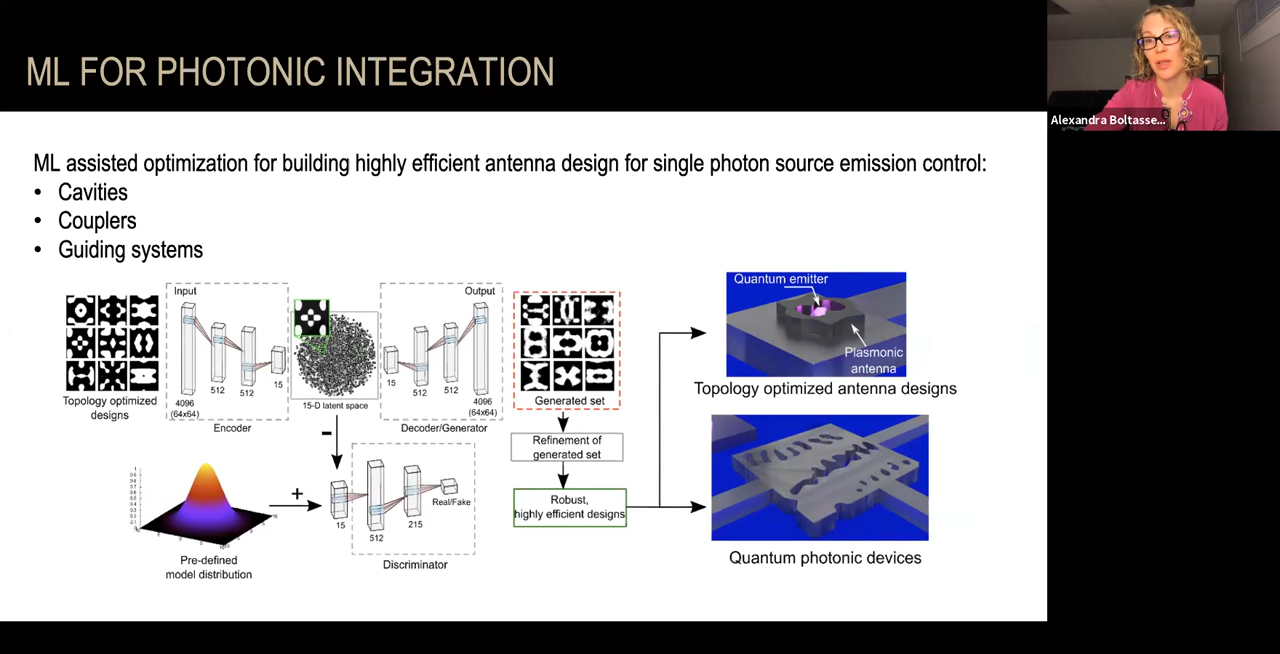 ML FOR PHOTONIC INTEGRATION
Alexandra Boltasse...
ML assisted optimization for building highly efficient antenna design for single photon source emission control:
• Cavities
• Couplers
• Guiding systems
Topology optimized
designs
Input
4096
(64x64)
512
512
15
Encoder
15-D latent space
Output
15
512
512
4096
(64x64)
Decoder/Generator
Generated set
Refinement of
generated set
Robust,
highly efficient designs
Quantum emitter
Plasmonic
antenna
Topology optimized antenna designs
Quantum photonic devices
Pre-defined
model distribution
+
−
15
512
215
Real/Fake
Discriminator